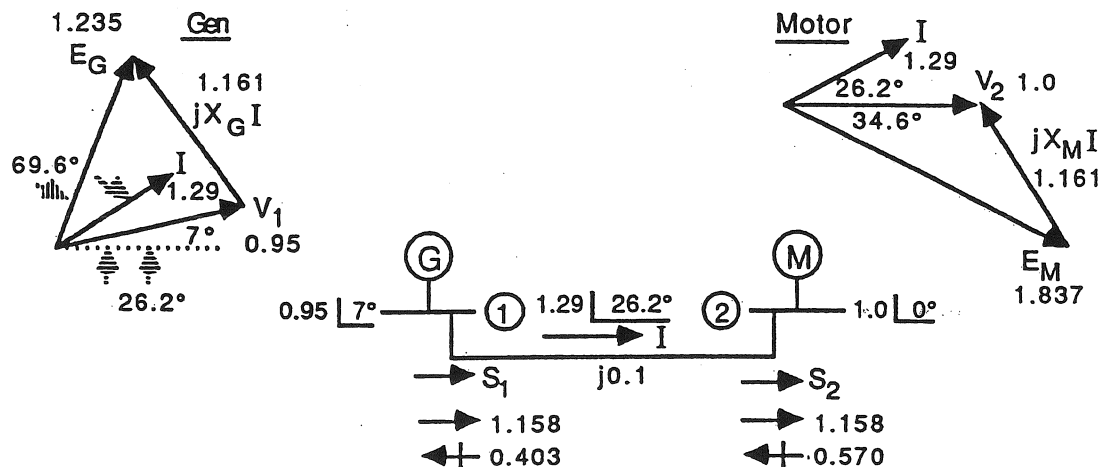 1.235
Gen
E_G
1.161
jX_G I
69.6°
I
1.29
V_1
7°
0.95
26.2°
Motor
I
1.29
V_2 1.0
26.2°
34.6°
jX_M I
1.161
E_M
1.837
G
M
0.95 7°
1
1.29 26.2°
I
2
1.0 0°
j0.1
S_1
1.158
0.403
S_2
1.158
0.570